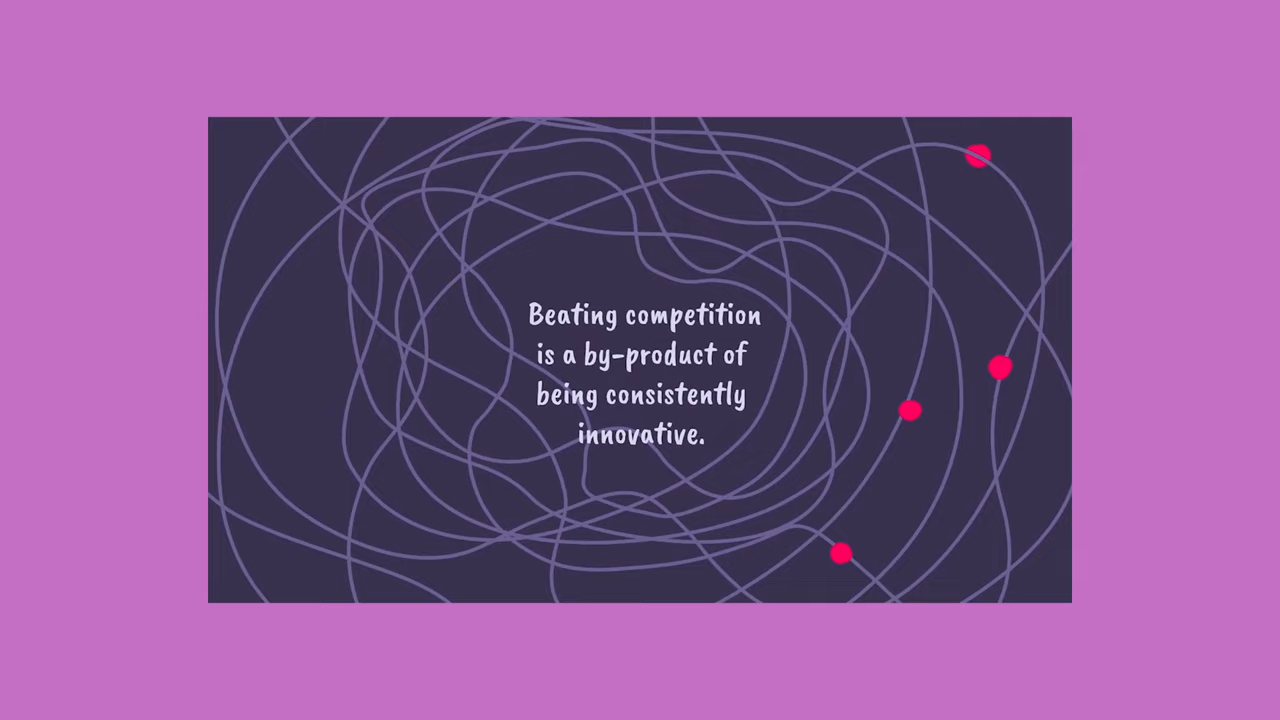 Beating competition
is a by-product of
being consistently
innovative.